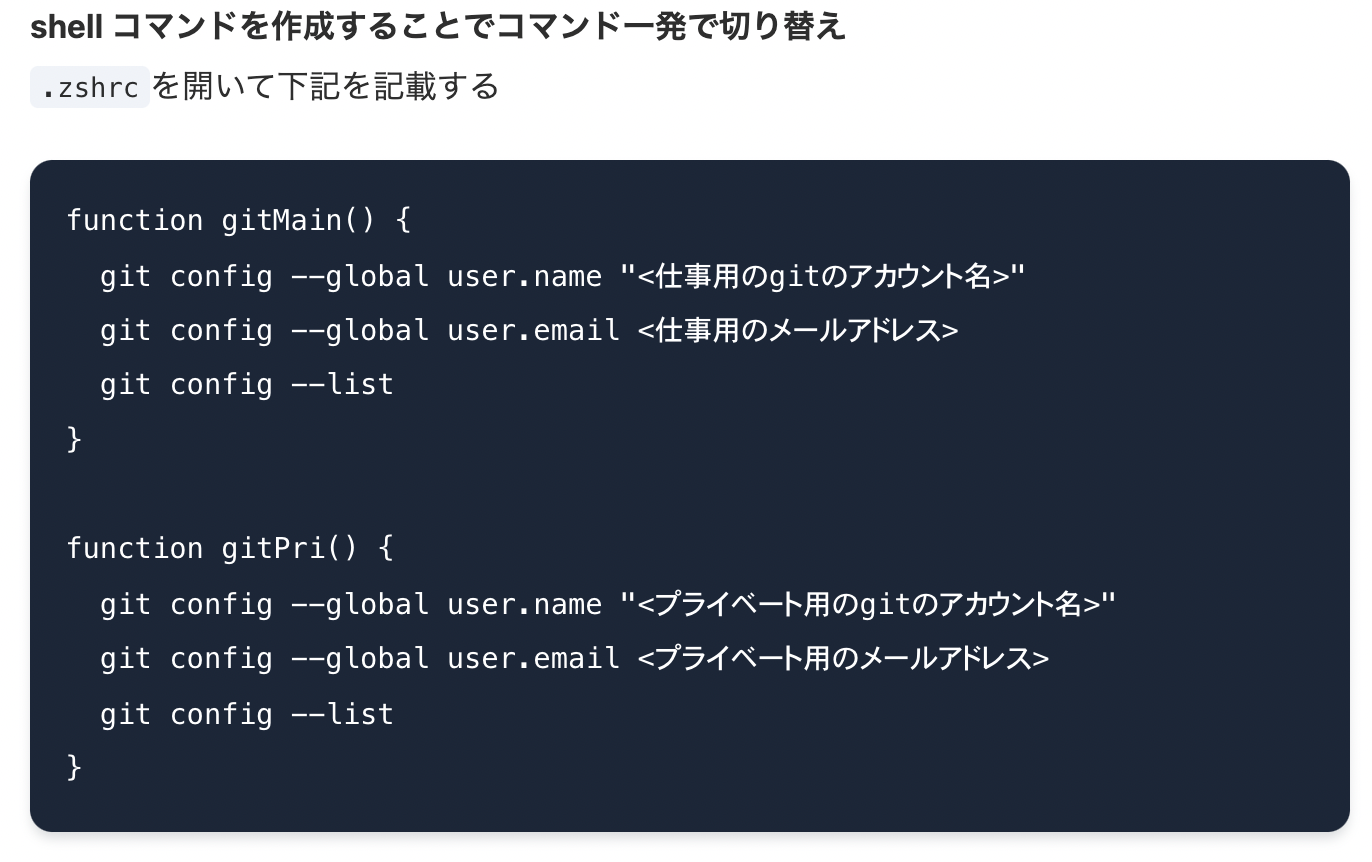 shell コマンドを作成することでコマンド一発で切り替え
.zshrcを開いて下記を記載する
function gitMain() {
  git config --global user.name "<仕事用のgitのアカウント名>"
  git config --global user.email <仕事用のメールアドレス>
  git config --list
}
function gitPri() {
  git config --global user.name "<プライベート用のgitのアカウント名>"
  git config --global user.email <プライベート用のメールアドレス>
  git config --list
}